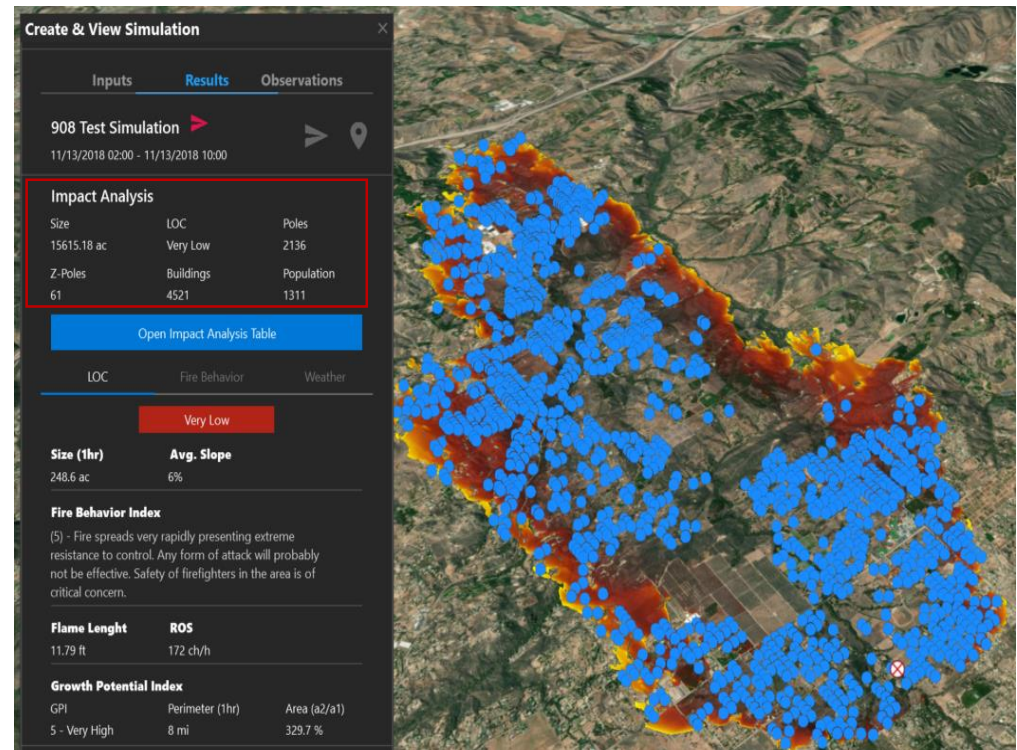 Create & View Simulation
Inputs Results Observations
908 Test Simulation
11/13/2018 02:00 - 11/13/2018 10:00
Impact Analysis
Size LOC Poles
15615.18 ac Very Low 2136
Z-Poles Buildings Population
61 4521 1311
Open Impact Analysis Table
LOC Fire Behavior Weather
Very Low
Size (1hr) Avg. Slope
248.6 ac 6%
Fire Behavior Index
(5) - Fire spreads very rapidly presenting extreme
resistance to control. Any form of attack will probably
not be effective. Safety of firefighters in the area is of
critical concern.
Flame Lenght ROS
11.79 ft 172 ch/h
Growth Potential Index
GPI Perimeter (1hr) Area (a2/a1)
5 - Very High 8 mi 329.7 %